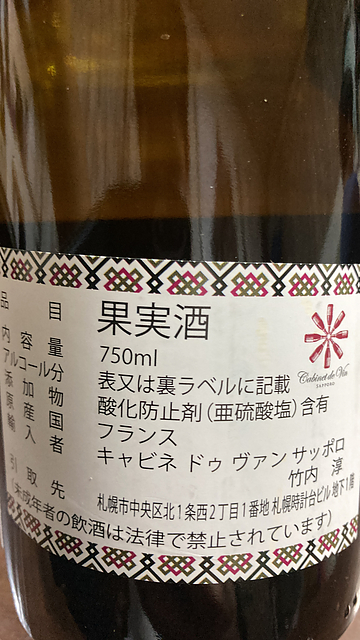 品目 果実酒
内容量 750ml
アルコール分 表又は裏ラベルに記載
添加物 酸化防止剤(亜硫酸塩)含有
原産国 フランス
輸入者 キャビネ ドゥ ヴァン サッポロ
竹内 淳
引取先 札幌市中央区北1条西2丁目1番地 札幌時計台ビル 地下1階
(未成年者の飲酒は法律で禁止されています)
Cabinet de Vin
SAPPORO